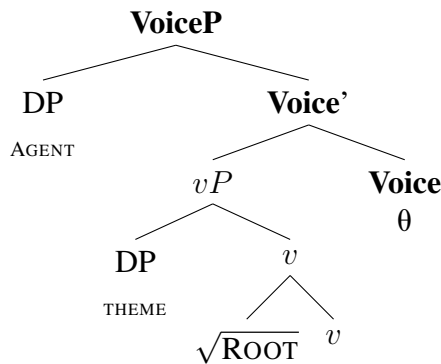 VoiceP
DP Voice’
AGENT
vP Voice
θ
DP v
THEME
√ROOT v